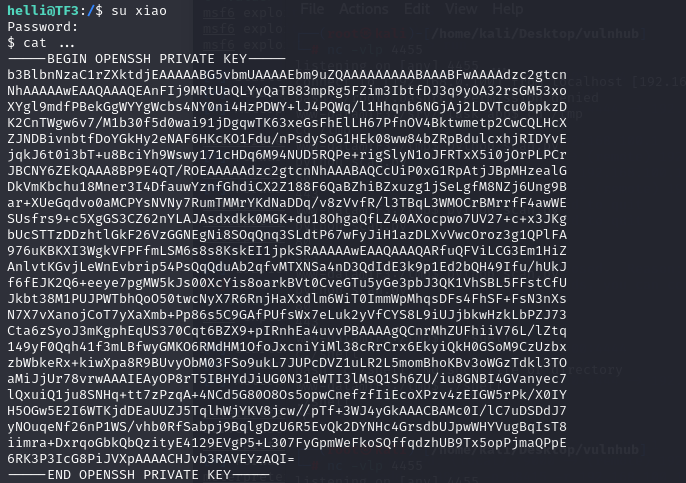 helli@TF3:/$ su xiao
Password:
$ cat ...
-----BEGIN OPENSSH PRIVATE KEY-----
b3BlbnNzaC1rZXktdjEAAAAABG5vbmUAAAAEbm9uZQAAAAAAAAABAAABFwAAAAdzc2gtcn
NhAAAAAwEAAQAAAQEAnFIj9MRtUaQLYyQaTB83mpRg5FZim3IbtfDJ3q9yOA32rsGM53xo
XYgl9mdfPBekGgWYYgWcbs4NY0ni4HzPDWY+lJ4PQWq/l1Hhqnb6NGjAj2LDVTcu0bpkzD
K2CnTWgw6v7/M1b30f5d0wai91jDgqwTK63xeGsFhElLH67PfnOV4Bktwmetp2CwCQLHcX
ZJNDBivnbtfDoYGkHy2eNAF6HKcKO1Fdu/nPsdySoG1HEk08ww84bZRpBdulcxhjRIDYvE
jqkJ6t0i3bT+u8BciYh9Wswy171cHDq6M94NUD5RQPe+rigSlyN1oJFRTxX5i0jOrPLPCr
JBCNY6ZEkQAAA8BP9E4QT/ROEAAAAAdzc2gtcnNhAAABAQCcUiP0xG1RpAtjJBpMHzealG
DkVmKbchu18Mner3I4DfauwYznfGhdiCX2Z188F6QaBZhiBZxuzg1jSeLgfM8NZj6Ung9B
ar+XUeGqdvo0aMCPYsNVNy7RumTMMrYKdNaDDq/v8zVvfR/l3TBqL3WMOCrBMrrfF4awWE
SUsfrs9+c5XgGS3CZ62nYLAJAsdxdkk0MGK+du18OhgaQfLZ40AXocpwo7UV27+c+x3JKg
bUcSTTzDDzhtlGkF26VzGGNEgNi8SOqQnq3SLdtP67wFyJiH1azDLXvVwcOroz3g1QPlFA
976uKBKXI3WgkVFPFfmLSM6s8s8KskEI1jpkSRAAAAAwEAAQAAAQARfuQFViLCG3Em1HiZ
AnlvtKGvjLeWnEvbrip54PsQqQduAb2qfvMTXNSa4nD3QdIdE3k9p1Ed2bQH49Ifu/hUkJ
f6fEJK2Q6+eeye7pgMW5kJs00XcYis8oarkBVt0CveGTu5yGe3pbJ3QK1VhSBL5FFstCfU
Jkbt38M1PUJPWTbhQoO50twcNyX7R6RnjHaXxdlm6WiT0ImmWpMhqsDFs4FhSF+FsN3nXs
N7X7vXanojCoT7yXaXmb+Pp86s5C9GAfPUfsWx7eLuk2yVfCYS8L9iUJjbkwHzkLbPZJ73
Cta6zSyoJ3mKgphEqUS370Cqt6BZX9+pIRnhEa4uvvPBAAAAgQCnrMhZUFhiiV76L/lZtq
149yF0Qqh41f3mLBfwyGMKO6RMdHM1OfoJxcniYiMl38cRrCrx6EkyiQkH0GSoM9CzUzbx
zbWbkeRx+kiwXpa8R9BUvyObM03FSo9ukL7JUPcDVZ1uLR2L5momBhoKBv3oWGzTdkl3TO
aMiJjUr78vrwAAAIEAyOP8rT5IBHYdJiUG0N31eWTI3lMsQ1Sh6ZU/iu8GNBI4GVanyec7
lQxuiQ1ju8SNHq+tt7zPzqA+4NCd5G80O8Os5opwCnefzfIiEcoXPzv4zEIGW5rPk/X0IY
H5OGw5E2I6WTKjdDEaUUZJ5TqlhWjYKV8jcw//pTf+3WJ4yGkAAACBAMc0I/lC7uDSDdJ7
yNOuqeNf26nP1WS/vhb0RfSabpj9BqlgDzU6R5EvQk2DYNHc4GrsdbUJpwWHYVugBqIsT8
iimra+DxrqoGbkQbQzityE4129EVgP5+L307FyGpmWeFkoSQffqdzhUB9Tx5opPjmaQPpE
6RK3P3IcG8PiJVXpAAAACHJvb3RAVEYzAQI=
-----END OPENSSH PRIVATE KEY-----